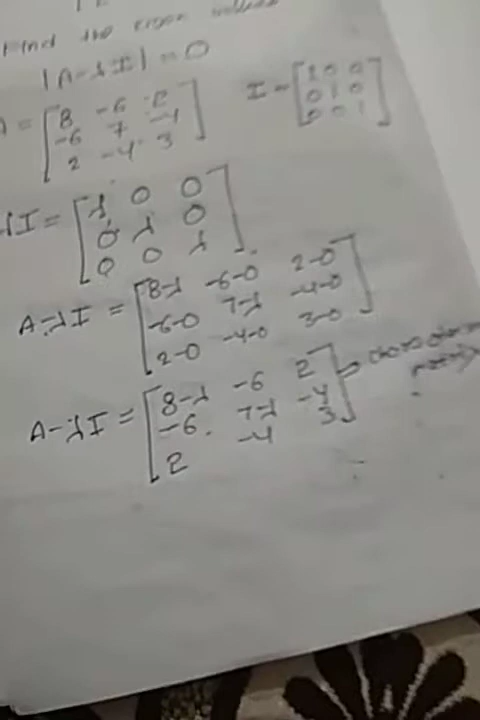 Find the eigen values
|A-λI| = 0
A = [8 -6 2
-6 7 -4
2 -4 3]
I = [1 0 0
0 1 0
0 0 1]
λI = [λ 0 0
0 λ 0
0 0 λ]
A-λI = [8-λ -6-0 2-0
-6-0 7-λ -4-0
2-0 -4-0 3-0]
A-λI = [8-λ -6 2
-6 7-λ -4
2 -4 3]
matrix